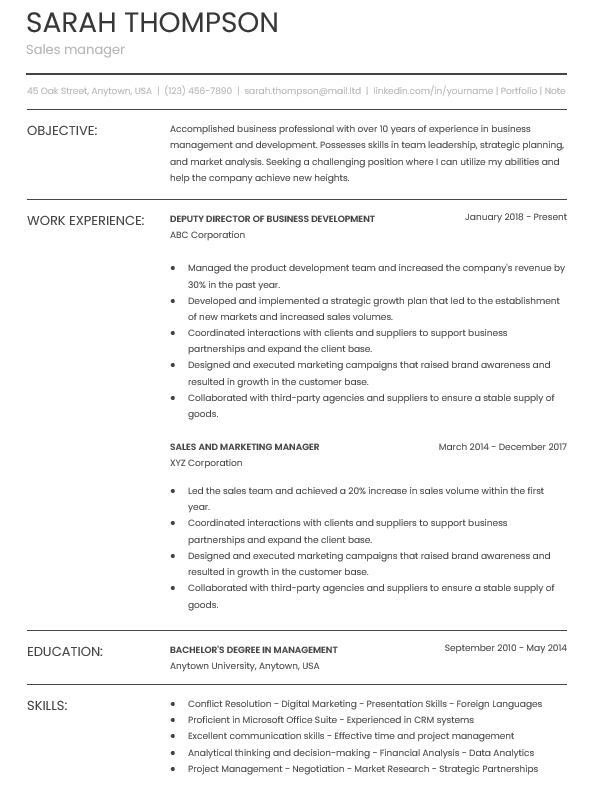 SARAH THOMPSON
Sales manager
45 Oak Street, Anytown, USA | (123) 456-7890 | sarah.thompson@mail.ltd | linkedin.com/in/yourname | Portfolio | Note
OBJECTIVE:
Accomplished business professional with over 10 years of experience in business
management and development. Possesses skills in team leadership, strategic planning,
and market analysis. Seeking a challenging position where I can utilize my abilities and
help the company achieve new heights.
WORK EXPERIENCE:
DEPUTY DIRECTOR OF BUSINESS DEVELOPMENT January 2018 - Present
ABC Corporation
● Managed the product development team and increased the company's revenue by
30% in the past year.
● Developed and implemented a strategic growth plan that led to the establishment
of new markets and increased sales volumes.
● Coordinated interactions with clients and suppliers to support business
partnerships and expand the client base.
● Designed and executed marketing campaigns that raised brand awareness and
resulted in growth in the customer base.
● Collaborated with third-party agencies and suppliers to ensure a stable supply of
goods.
SALES AND MARKETING MANAGER March 2014 - December 2017
XYZ Corporation
● Led the sales team and achieved a 20% increase in sales volume within the first
year.
● Coordinated interactions with clients and suppliers to support business
partnerships and expand the client base.
● Designed and executed marketing campaigns that raised brand awareness and
resulted in growth in the customer base.
● Collaborated with third-party agencies and suppliers to ensure a stable supply of
goods.
EDUCATION:
BACHELOR'S DEGREE IN MANAGEMENT September 2010 - May 2014
Anytown University, Anytown, USA
SKILLS:
● Conflict Resolution - Digital Marketing - Presentation Skills - Foreign Languages
● Proficient in Microsoft Office Suite - Experienced in CRM systems
● Excellent communication skills - Effective time and project management
● Analytical thinking and decision-making - Financial Analysis - Data Analytics
● Project Management - Negotiation - Market Research - Strategic Partnerships